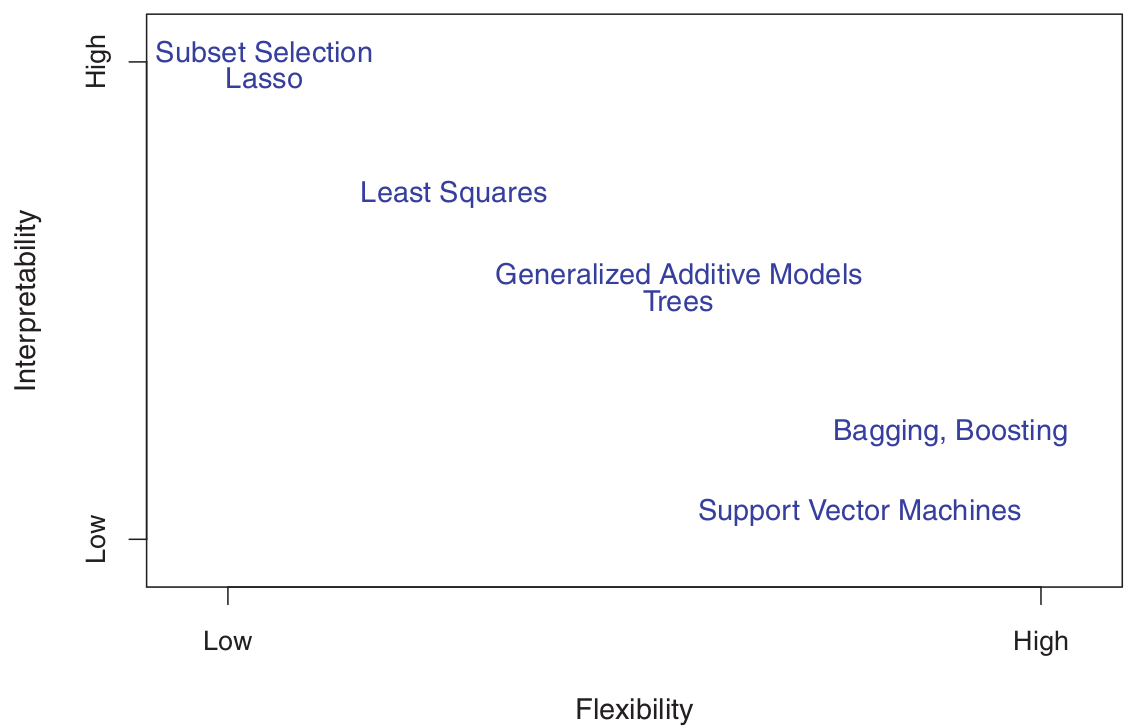 High
Subset Selection
Lasso
Least Squares
Generalized Additive Models
Trees
Interpretability
Bagging, Boosting
Support Vector Machines
Low
Low
High
Flexibility